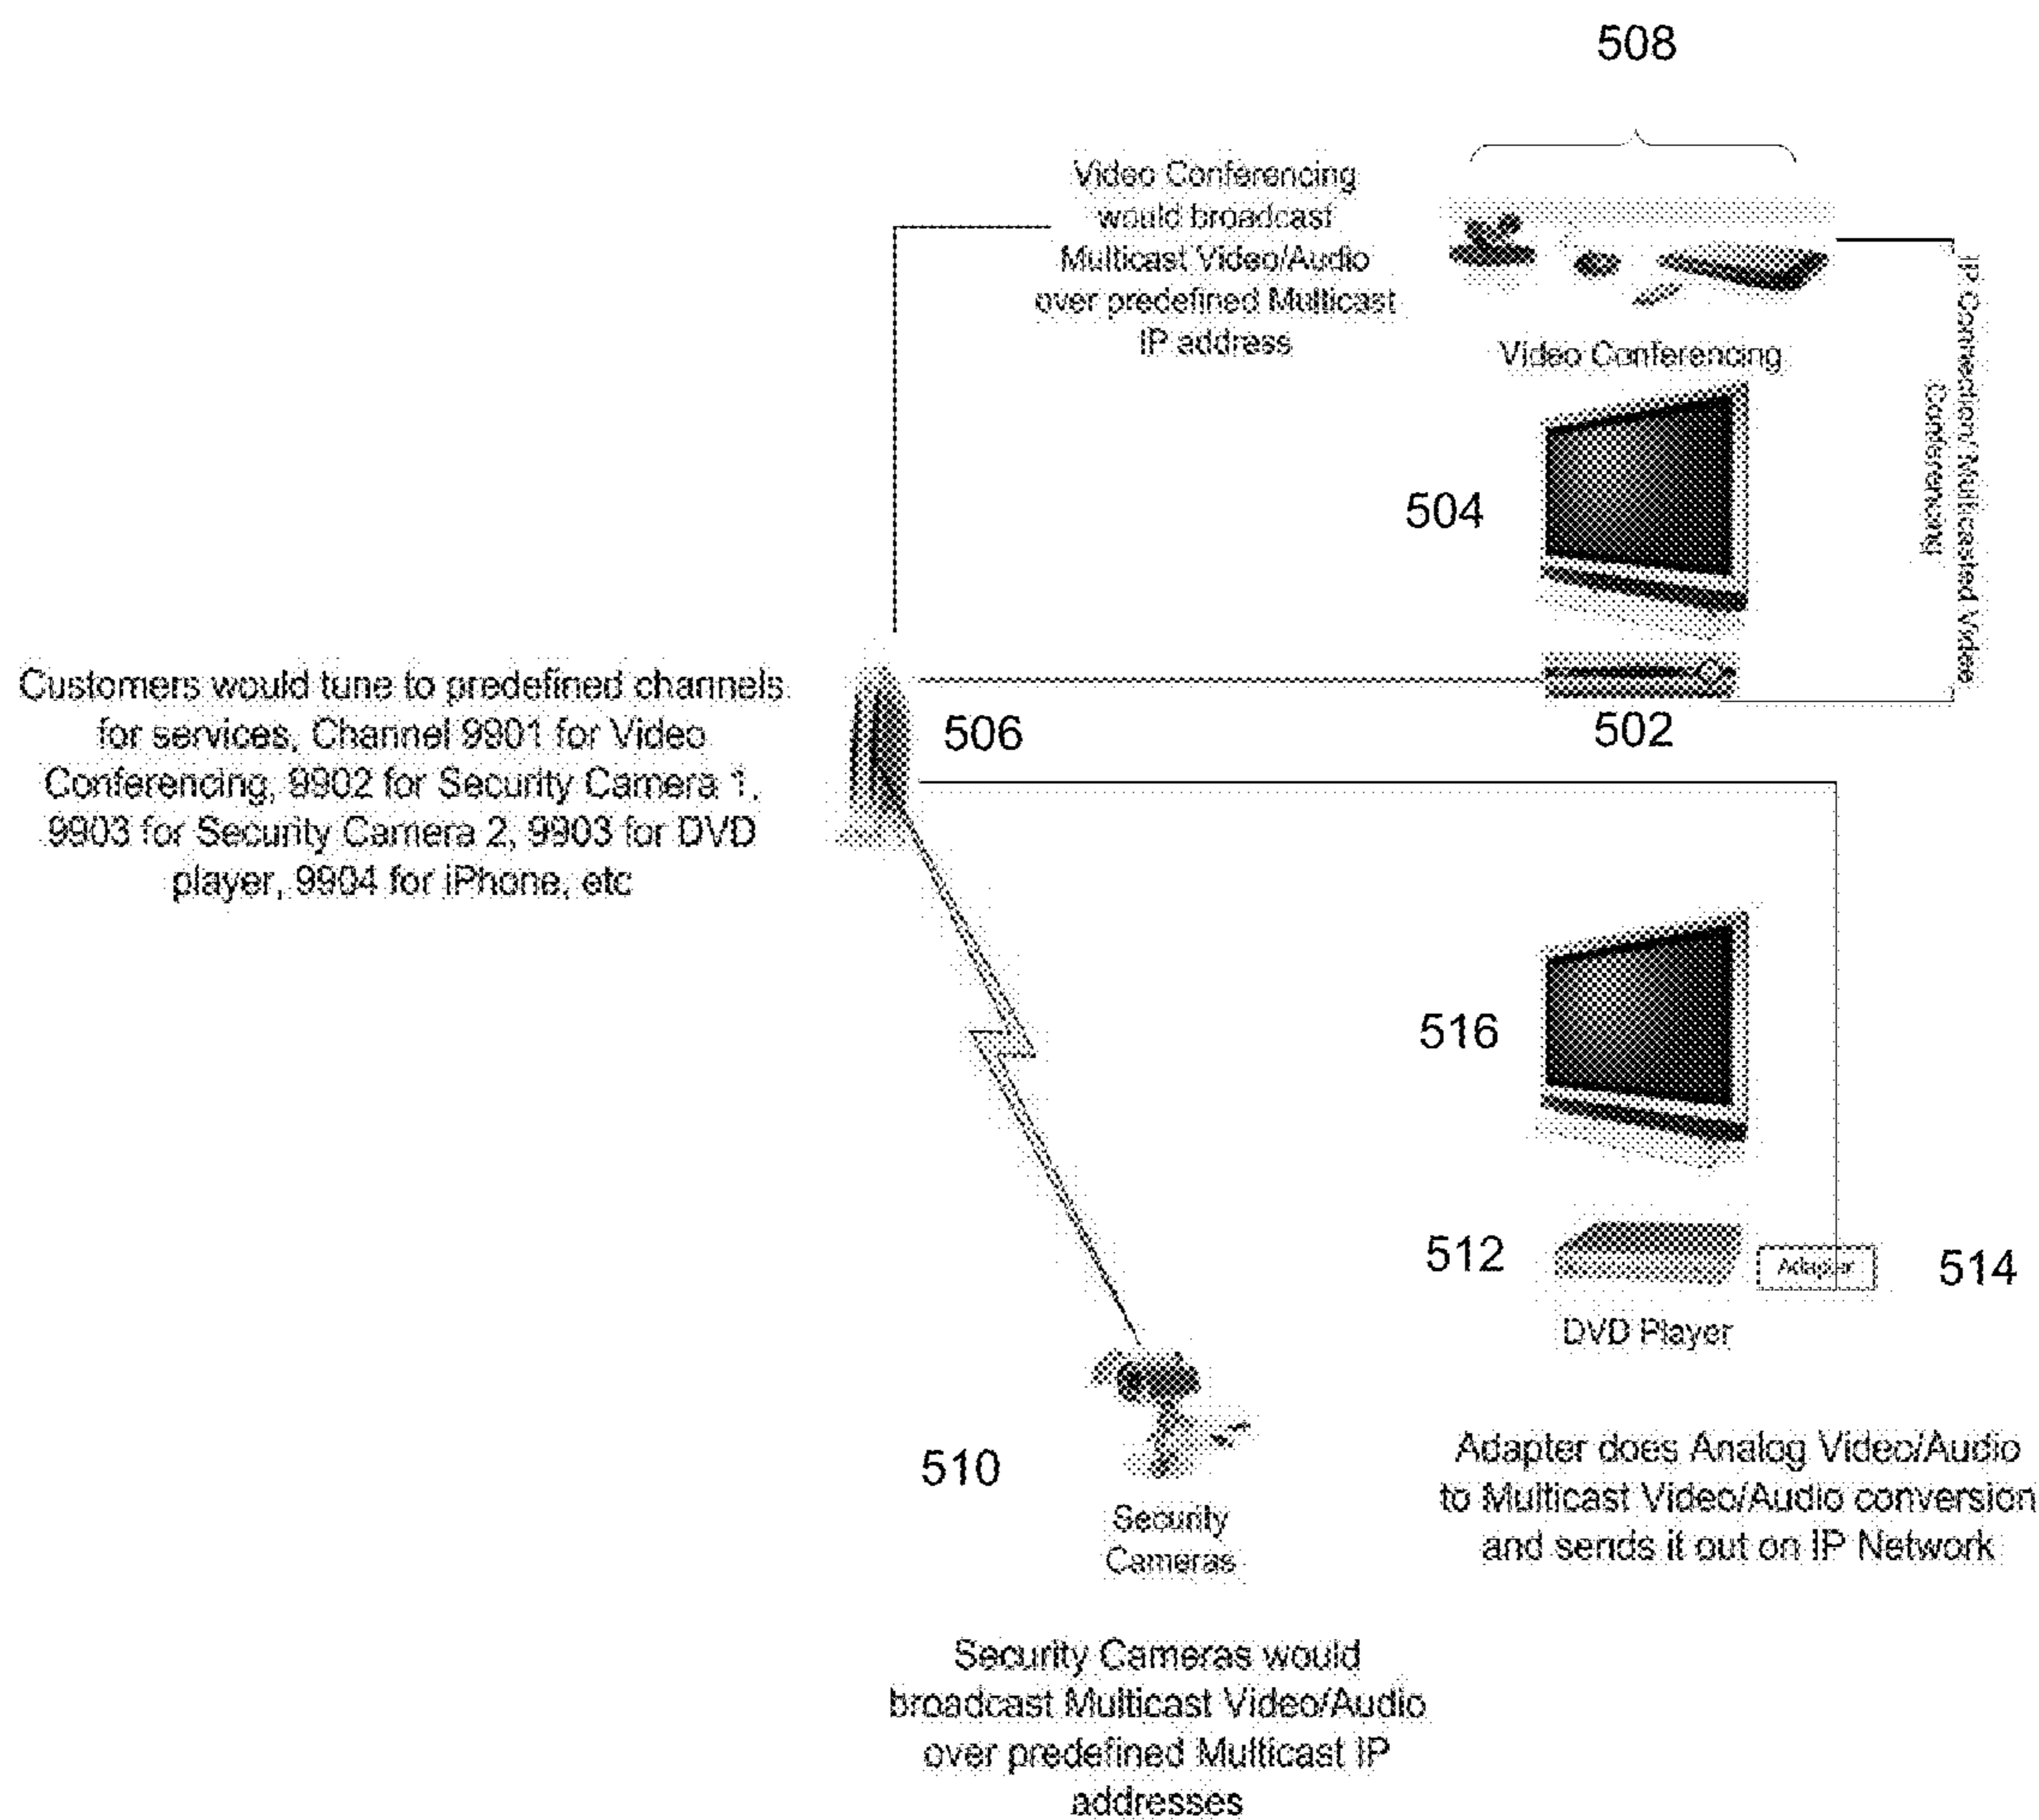 508
Video Conferencing
would broadcast
Multicast Video/Audio
over predefined Multicast
IP address
Video Conferencing
IP Connection/ Multicasted Video
Conferencing
504
Customers would tune to predefined channels
for services, Channel 9901 for Video
Conferencing, 9902 for Security Camera 1,
9903 for Security Camera 2, 9903 for DVD
player, 9904 for iPhone, etc
506
502
516
512
Adapter
514
DVD Player
510
Security
Cameras
Adapter does Analog Video/Audio
to Multicast Video/Audio conversion
and sends it out on IP Network
Security Cameras would
broadcast Multicast Video/Audio
over predefined Multicast IP
addresses